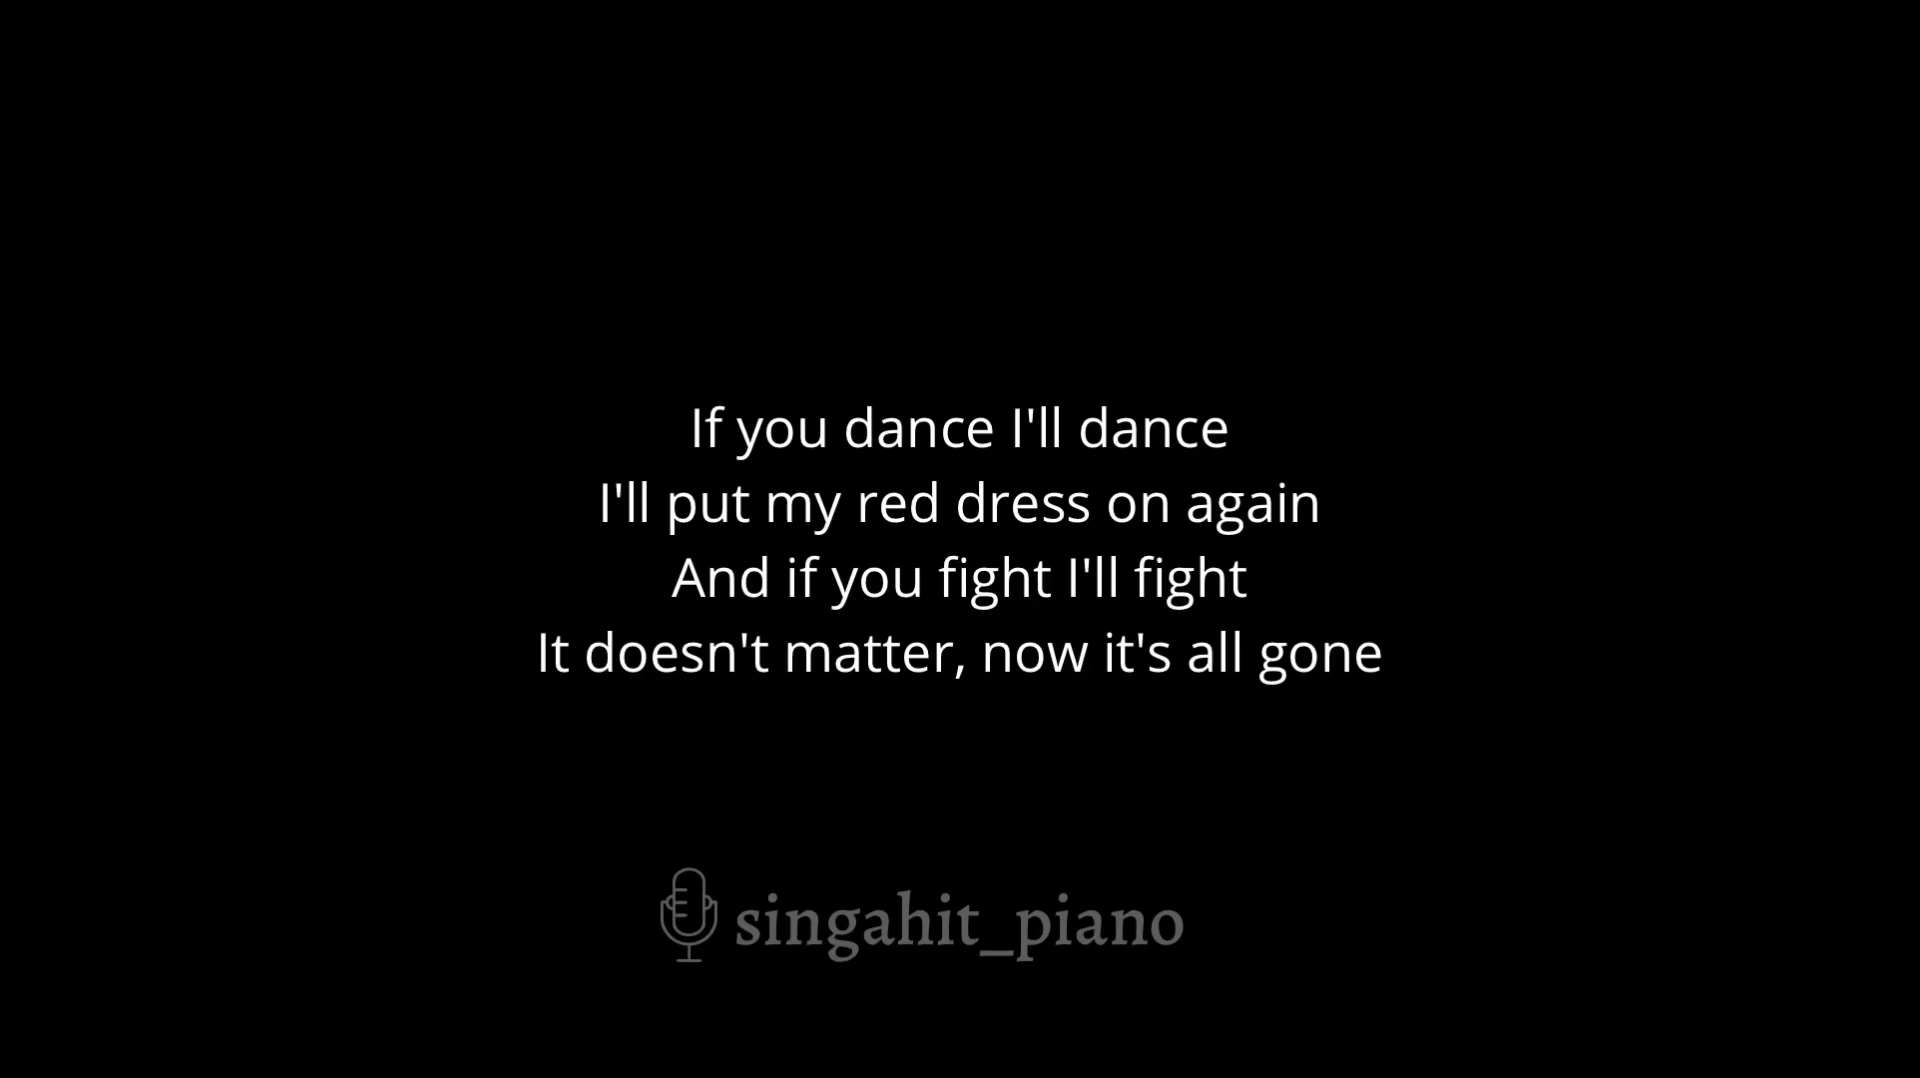 If you dance I'll dance
I'll put my red dress on again
And if you fight I'll fight
It doesn't matter, now it's all gone
singahit_piano